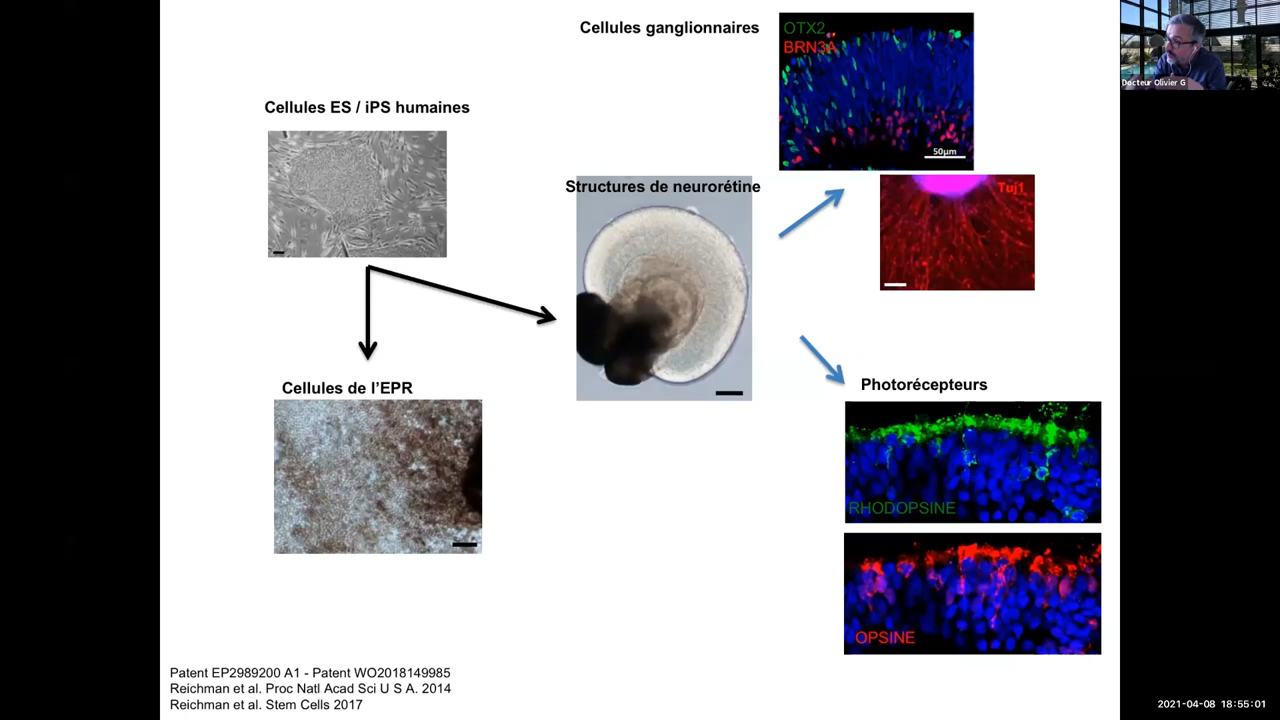 Cellules ganglionnaires
OTX2
BRN3A
50µm
Docteur Olivier G
Cellules ES / iPS humaines
Structures de neurorétine
Tuj1
Cellules de l’EPR
Photorécepteurs
RHODOPSINE
OPSINE
Patent EP2989200 A1 - Patent WO2018149985
Reichman et al. Proc Natl Acad Sci U S A. 2014
Reichman et al. Stem Cells 2017
2021-04-08 18:55:01